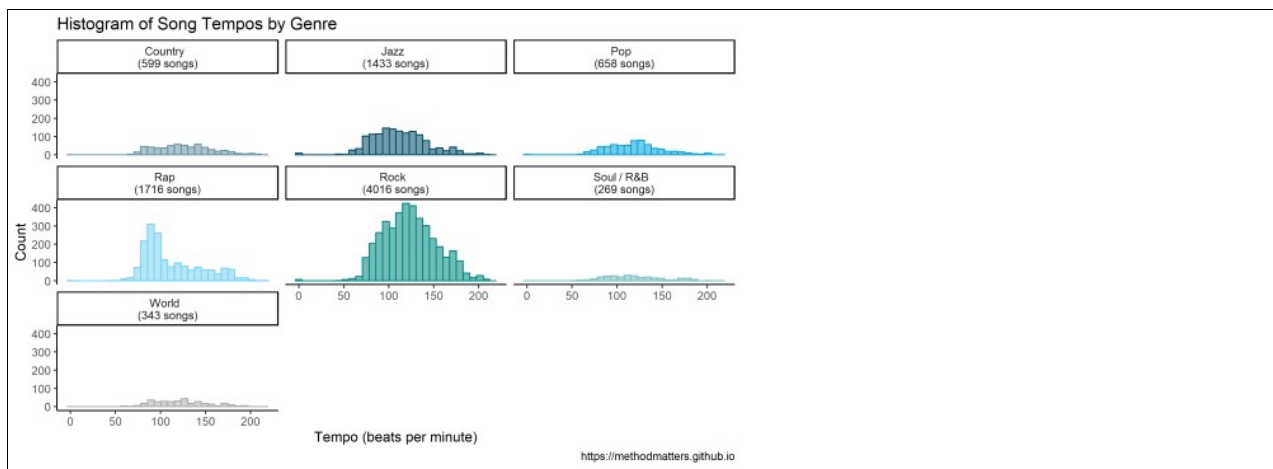 Histogram of Song Tempos by Genre
Country
(599 songs)
Jazz
(1433 songs)
Pop
(658 songs)
400
300
200
100
0
Rap
(1716 songs)
Rock
(4016 songs)
Soul / R&B
(269 songs)
Count
400
300
200
100
0
0 50 100 150 200
0 50 100 150 200
World
(343 songs)
400
300
200
100
0
0 50 100 150 200
Tempo (beats per minute)
https://methodmatters.github.io